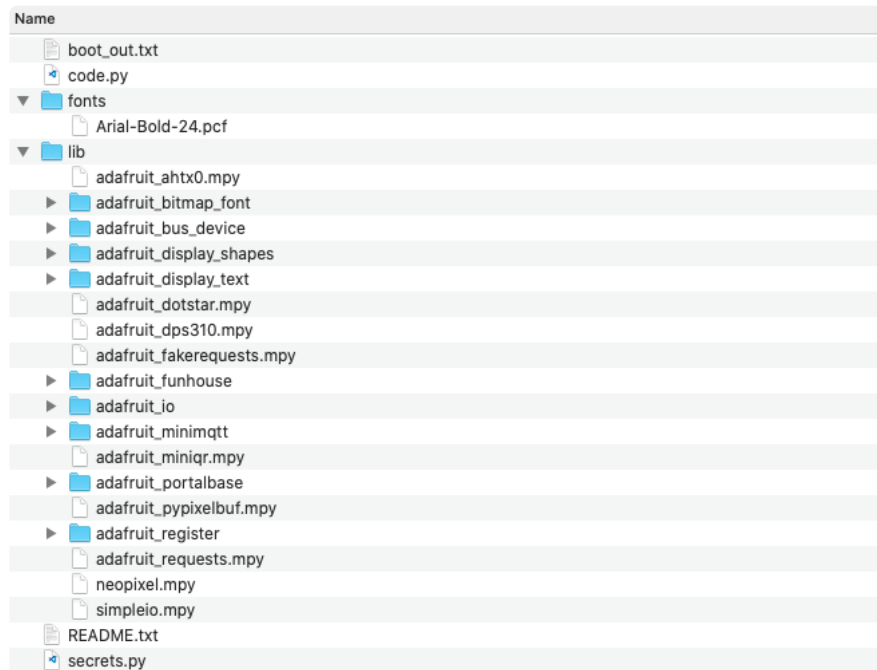 Name
boot_out.txt
code.py
fonts
Arial-Bold-24.pcf
lib
adafruit_ahtx0.mpy
adafruit_bitmap_font
adafruit_bus_device
adafruit_display_shapes
adafruit_display_text
adafruit_dotstar.mpy
adafruit_dps310.mpy
adafruit_fakerequests.mpy
adafruit_funhouse
adafruit_io
adafruit_minimqtt
adafruit_miniqr.mpy
adafruit_portalbase
adafruit_pypixelbuf.mpy
adafruit_register
adafruit_requests.mpy
neopixel.mpy
simpleio.mpy
README.txt
secrets.py